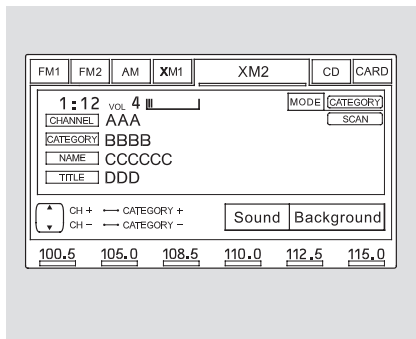 FM1 FM2 AM XM1 XM2 CD CARD
1:12 VOL 4 MODE CATEGORY
CHANNEL AAA SCAN
CATEGORY BBBB
NAME CCCCCC
TITLE DDD
CH + CATEGORY +
CH – CATEGORY –
Sound Background
100.5 105.0 108.5 110.0 112.5 115.0